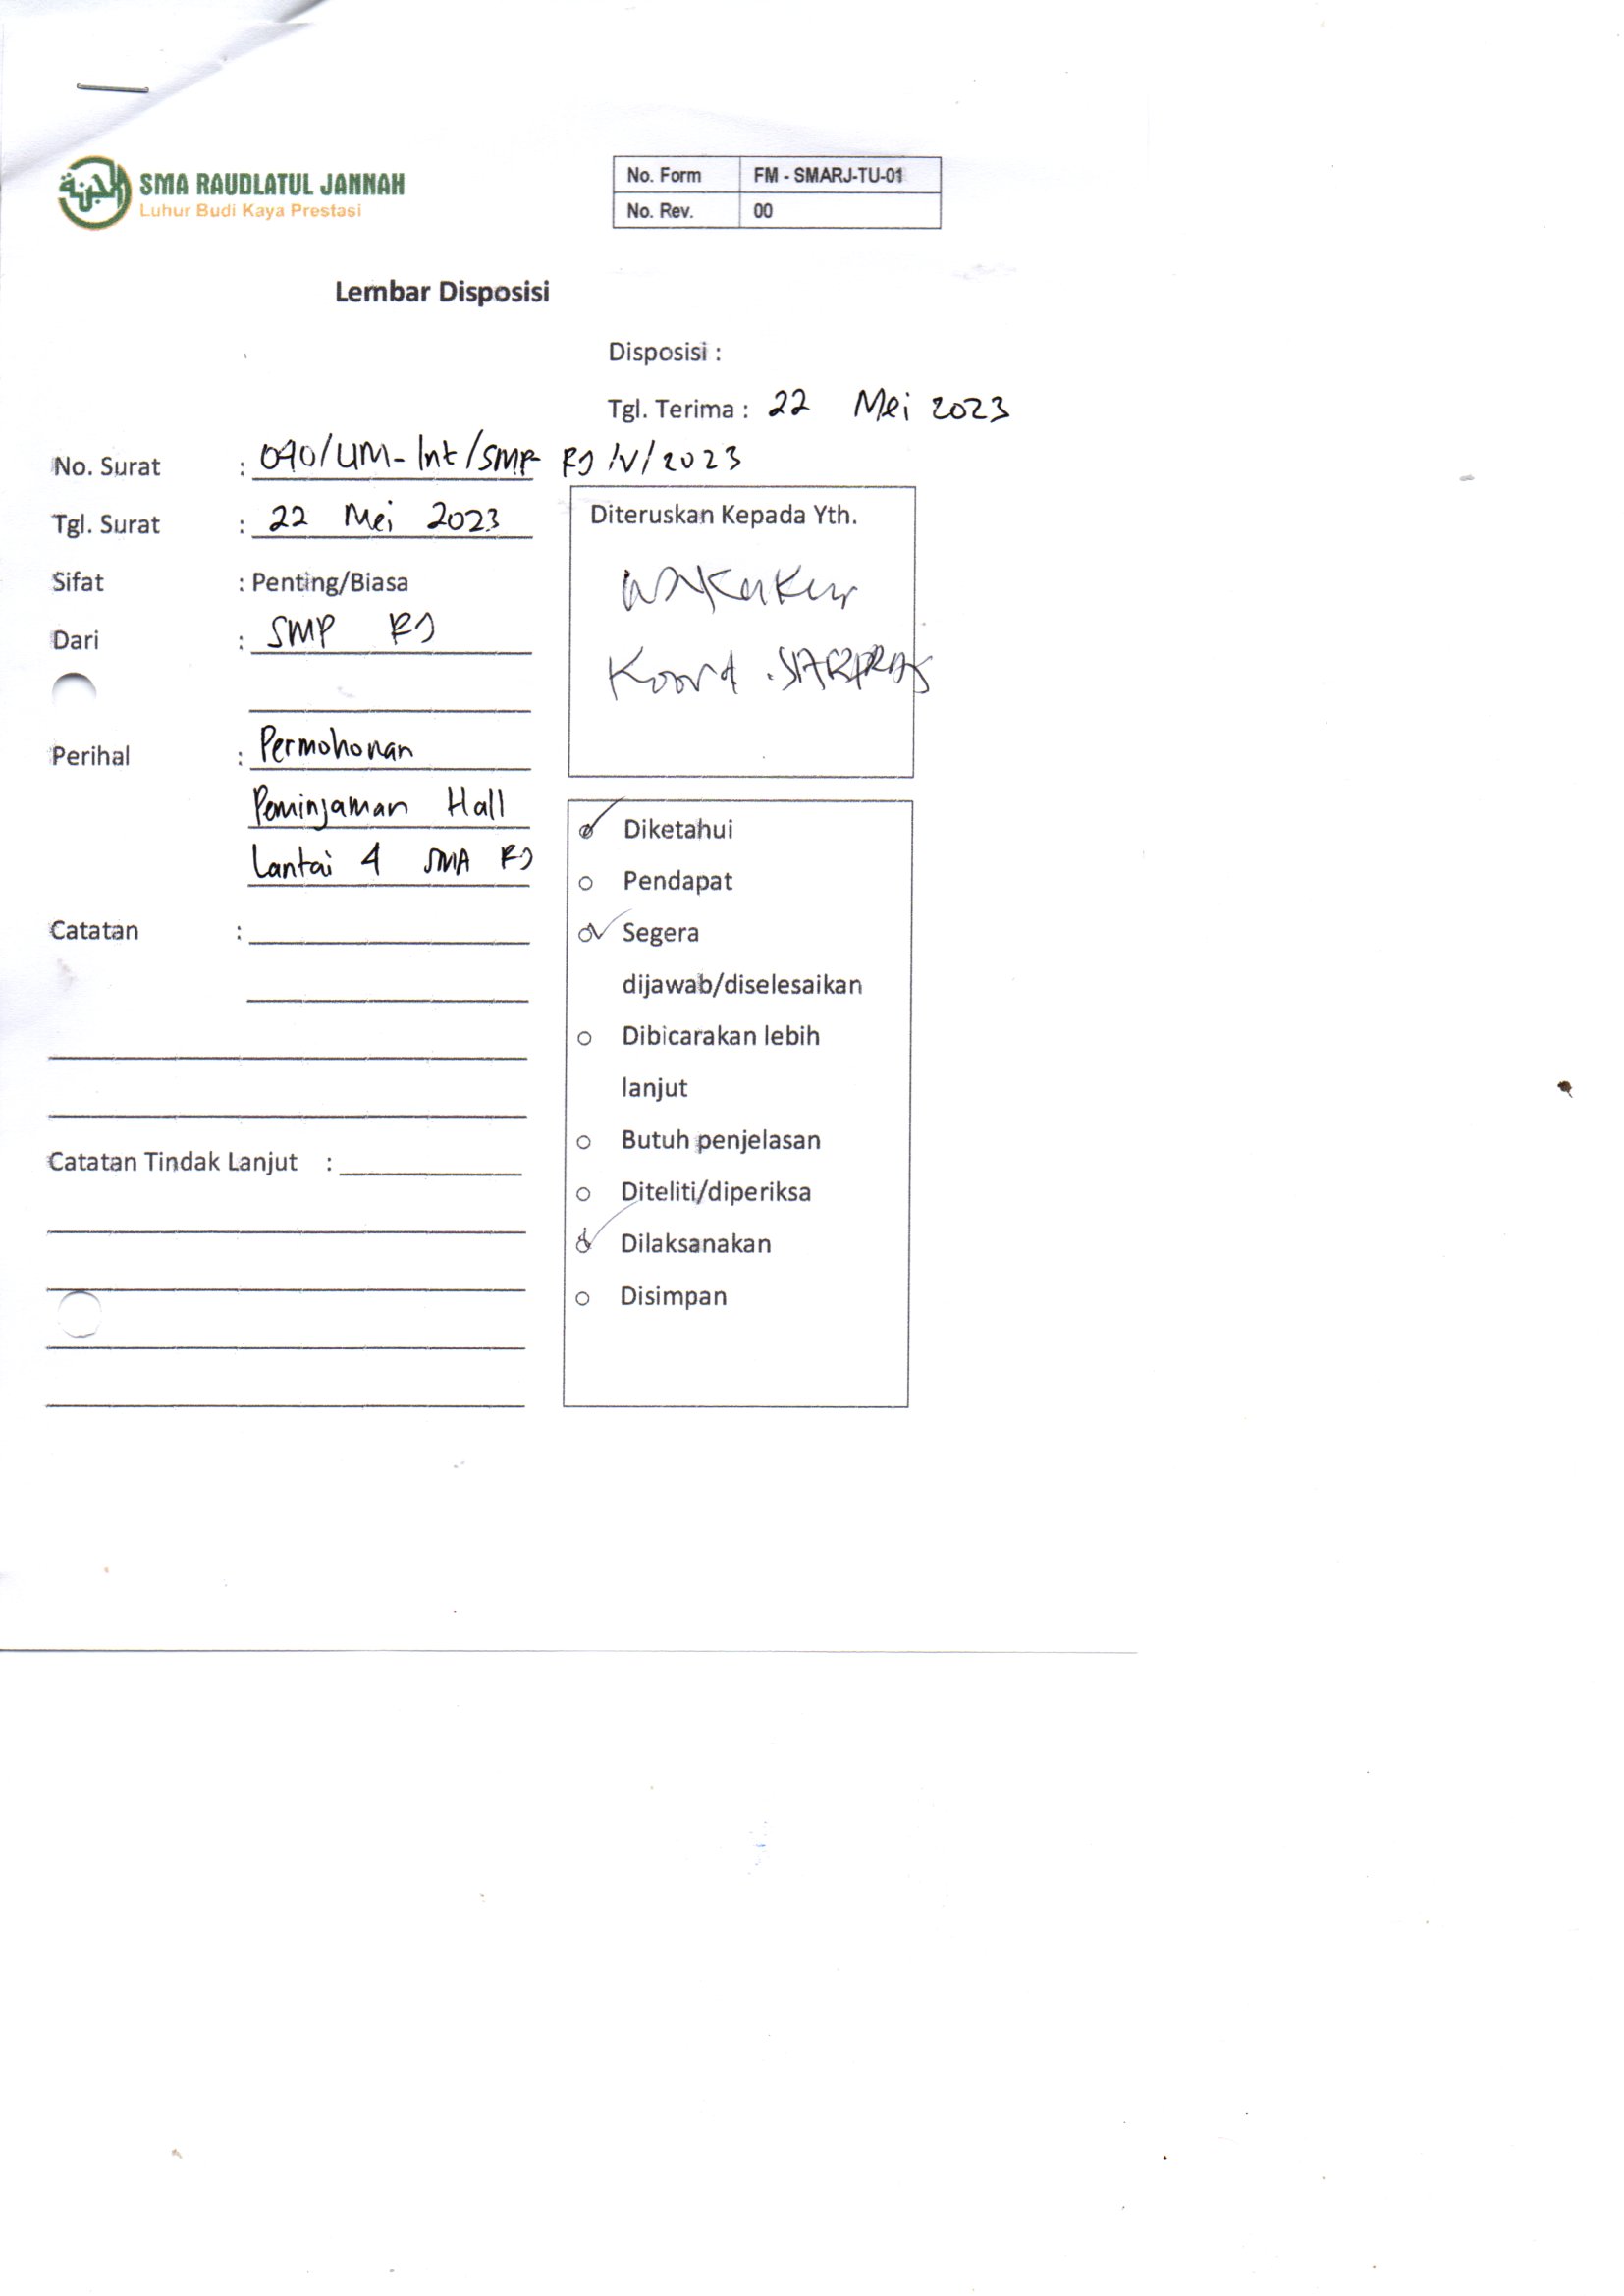 SMA RAUDLATUL JANNAH
Luhur Budi Kaya Prestasi
No. Form FM - SMARJ-TU-01
No. Rev. 00
Lembar Disposisi
Disposisi :
Tgl. Terima : 22 Mei 2023
No. Surat : 090/UM-Int/SMP-RJ/V/2023
Tgl. Surat : 22 Mei 2023
Sifat : Penting/Biasa
Dari : SMP RJ
Perihal : Permohonan
Peminjaman Hall
Lantai 4 SMA RJ
Catatan :
Catatan Tindak Lanjut :
Diteruskan Kepada Yth.
Wakakur
Koord. SARPRAS
Diketahui
Pendapat
Segera
dijawab/diselesaikan
Dibicarakan lebih
lanjut
Butuh penjelasan
Diteliti/diperiksa
Dilaksanakan
Disimpan